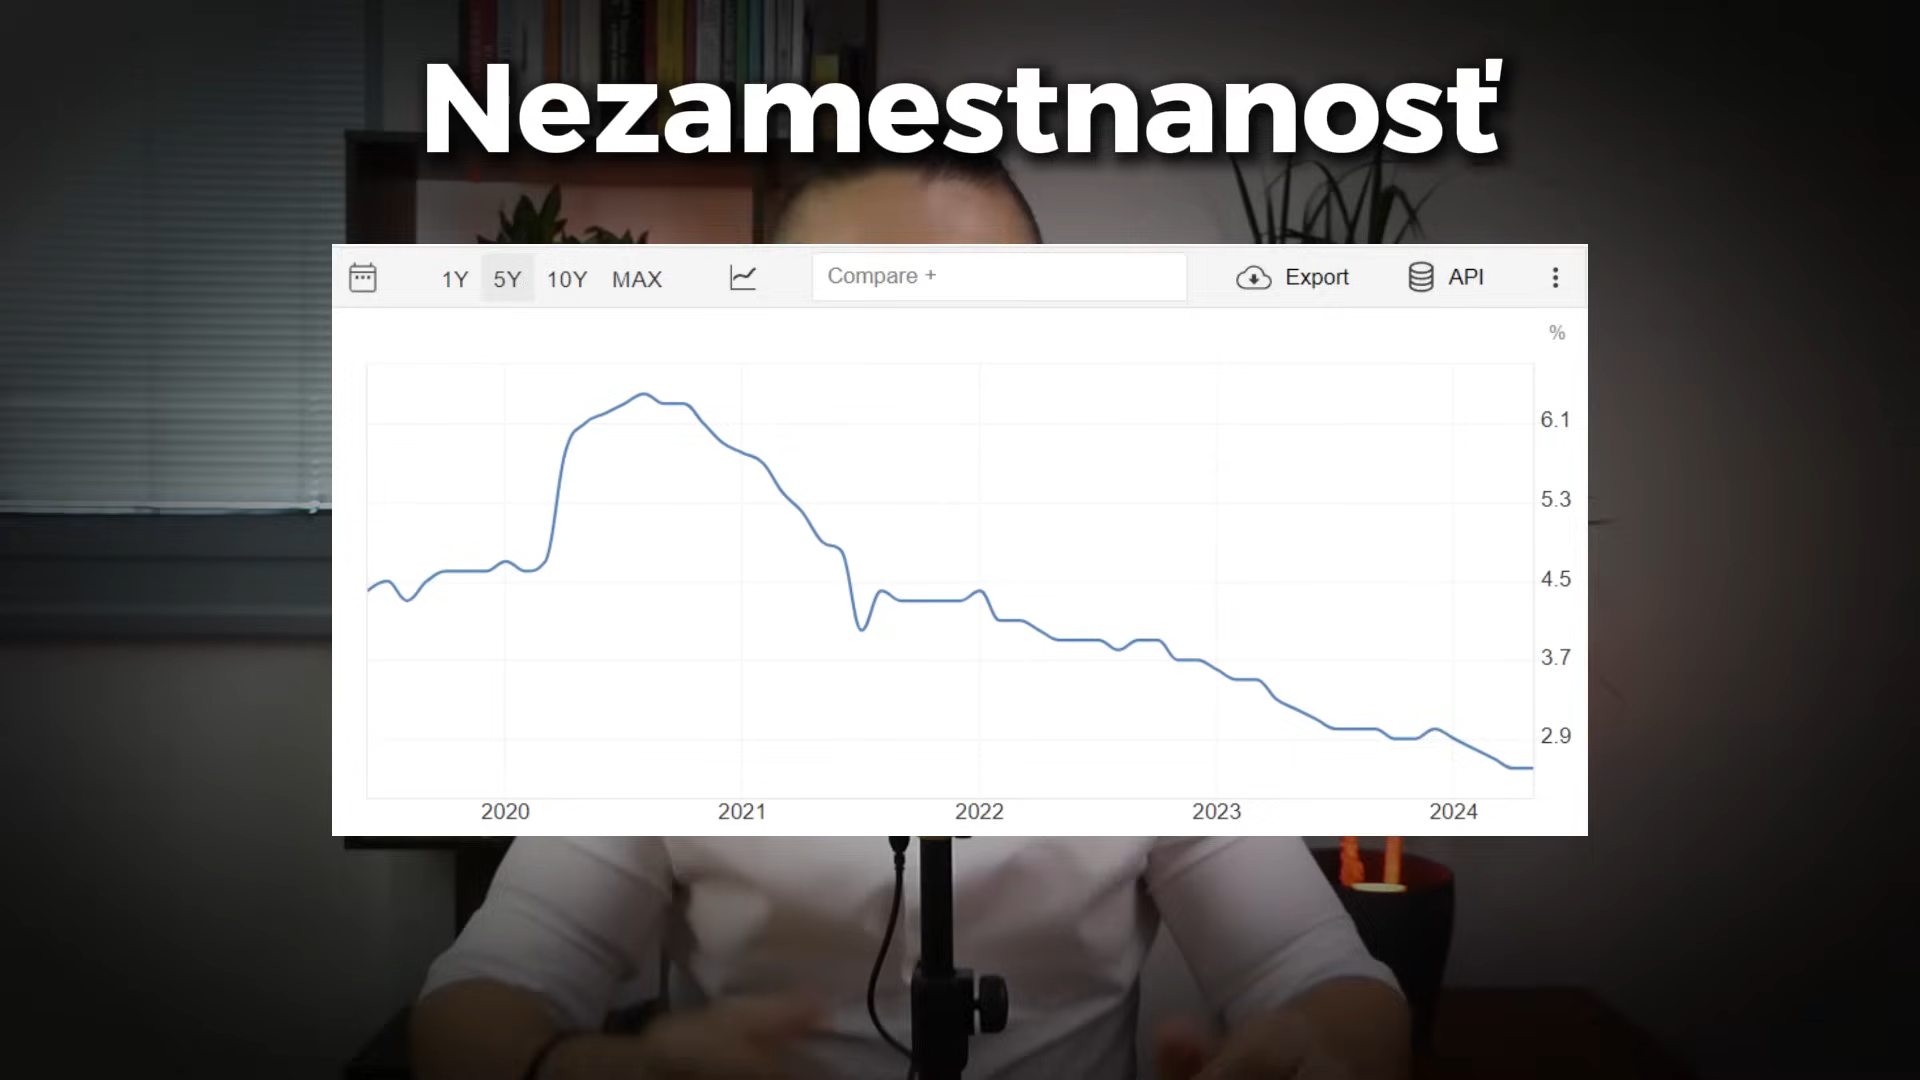 Nezamestnanosť
1Y 5Y 10Y MAX Compare + Export API
%
6.1
5.3
4.5
3.7
2.9
2020 2021 2022 2023 2024